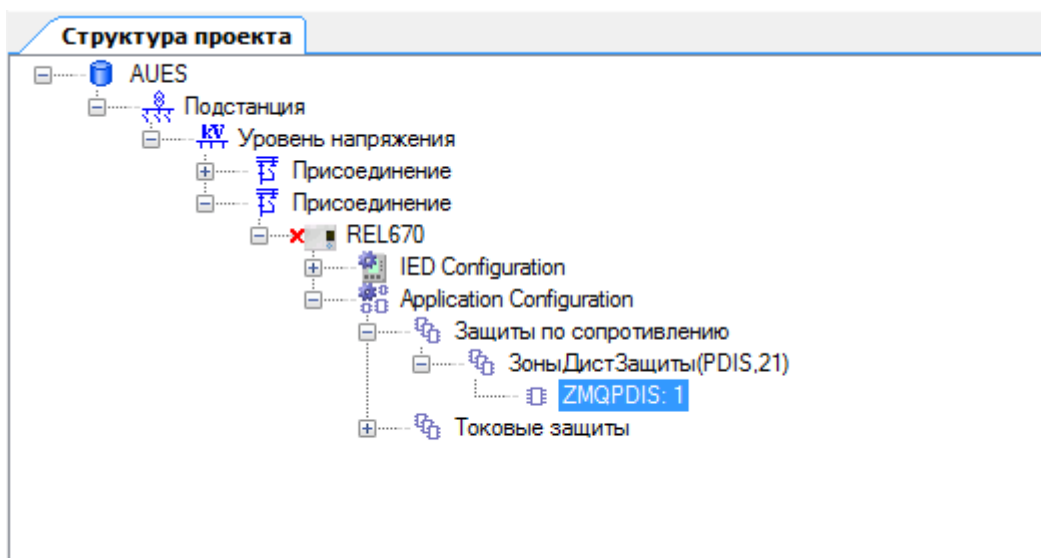 Структура проекта
AUES
Подстанция
kV Уровень напряжения
Присоединение
Присоединение
REL670
IED Configuration
Application Configuration
Защиты по сопротивлению
ЗоныДистЗащиты(PDIS,21)
ZMQPDIS: 1
Токовые защиты